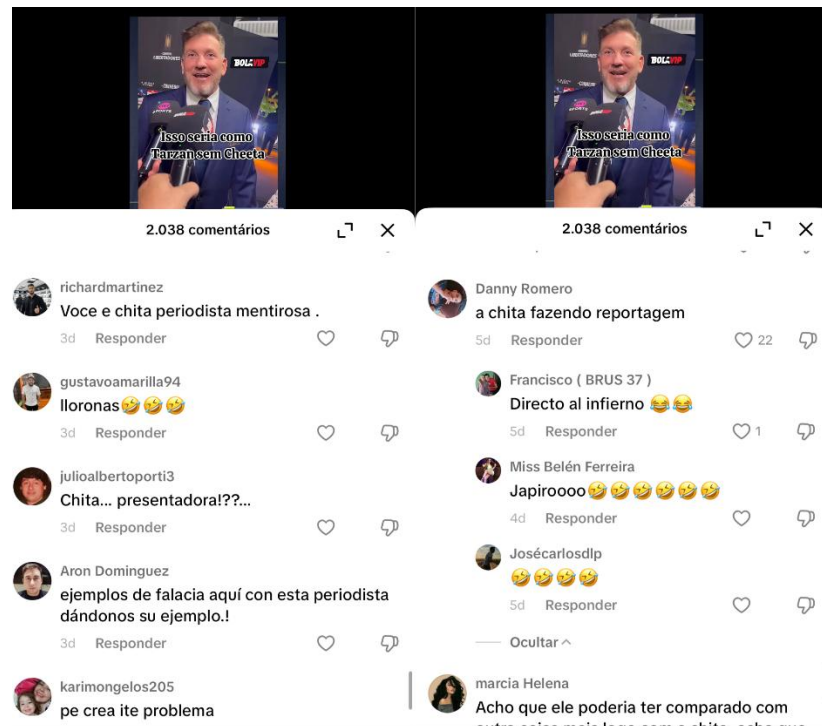 BOLAVIP
Isso seria como
Tarzan sem Cheeta
2.038 comentários
richardmartinez
Voce e chita periodista mentirosa .
3d Responder
gustavoamarilla94
lloronas🤣🤣🤣
3d Responder
julioalbertoporti3
Chita... presentadora!??...
3d Responder
Aron Dominguez
ejemplos de falacia aquí con esta periodista
dándonos su ejemplo.!
3d Responder
karimongelos205
pe crea ite problema
LIBERTADORES
BOLAVIP
Isso seria como
Tarzan sem Cheeta
2.038 comentários
Danny Romero
a chita fazendo reportagem
5d Responder 22
Francisco ( BRUS 37 )
Directo al infierno 😂😂
5d Responder 1
Miss Belén Ferreira
Japiroooo🤣🤣🤣🤣🤣🤣
4d Responder
Josécarlosdlp
🤣🤣🤣🤣
5d Responder
Ocultar
marcia Helena
Acho que ele poderia ter comparado com